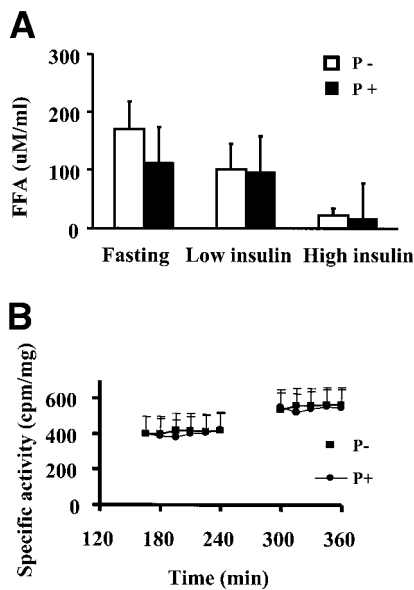 A
FFA (uM/ml)
300
200
100
0
P -
P +
Fasting Low insulin High insulin
B
Specific activity (cpm/mg)
600
400
200
0
P-
P+
120 180 240 300 360
Time (min)